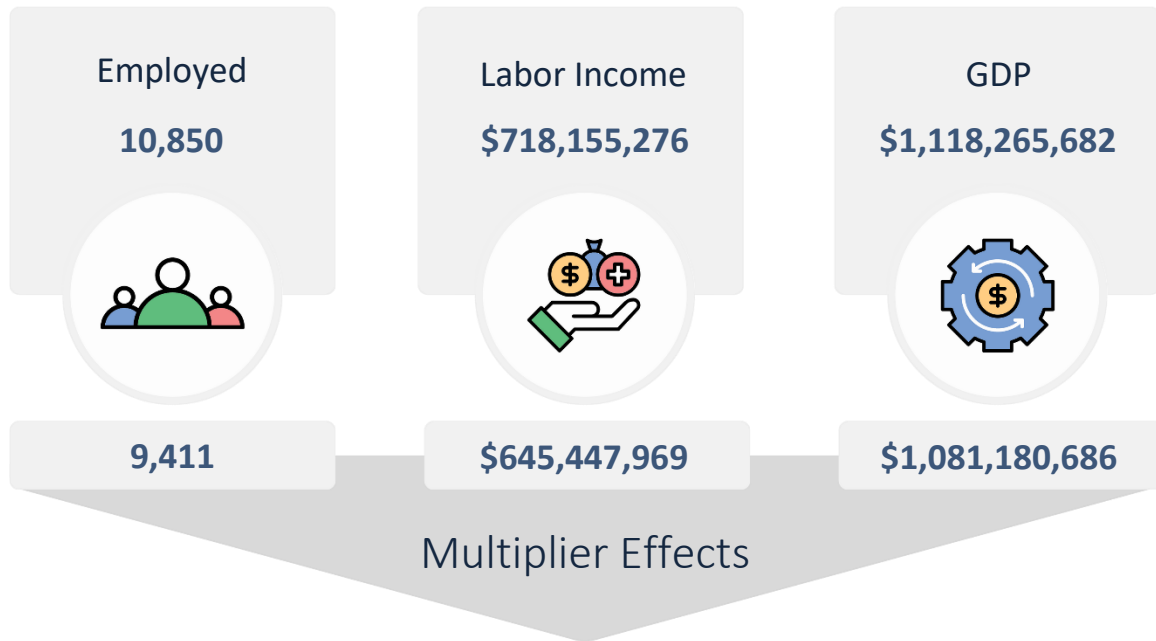 Employed
10,850
Labor Income
$718,155,276
GDP
$1,118,265,682
$
$
9,411
$645,447,969
$1,081,180,686
Multiplier Effects